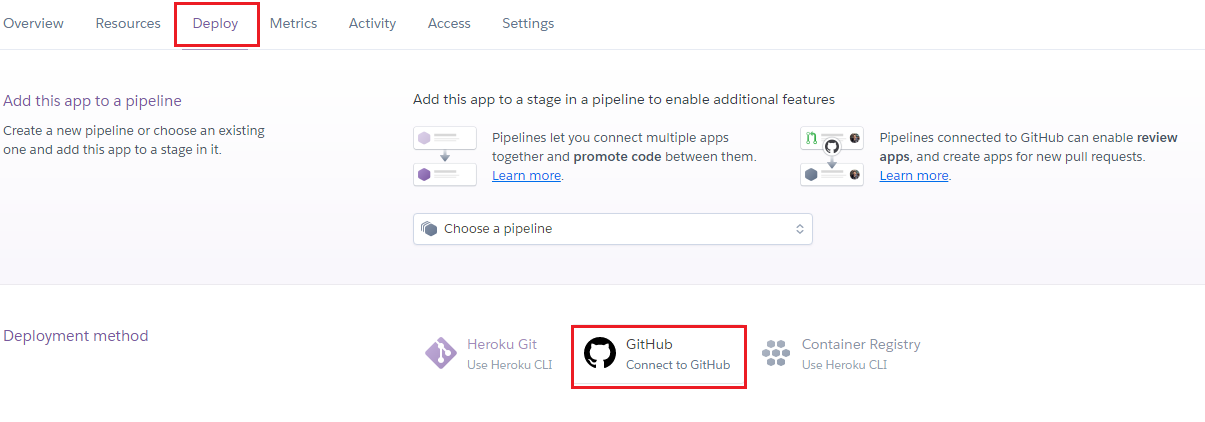 Overview Resources Deploy Metrics Activity Access Settings
Add this app to a pipeline
Create a new pipeline or choose an existing
one and add this app to a stage in it.
Add this app to a stage in a pipeline to enable additional features
Pipelines let you connect multiple apps
together and promote code between them.
Learn more.
Pipelines connected to GitHub can enable review
apps, and create apps for new pull requests.
Learn more.
Choose a pipeline
Deployment method
Heroku Git
Use Heroku CLI
GitHub
Connect to GitHub
Container Registry
Use Heroku CLI